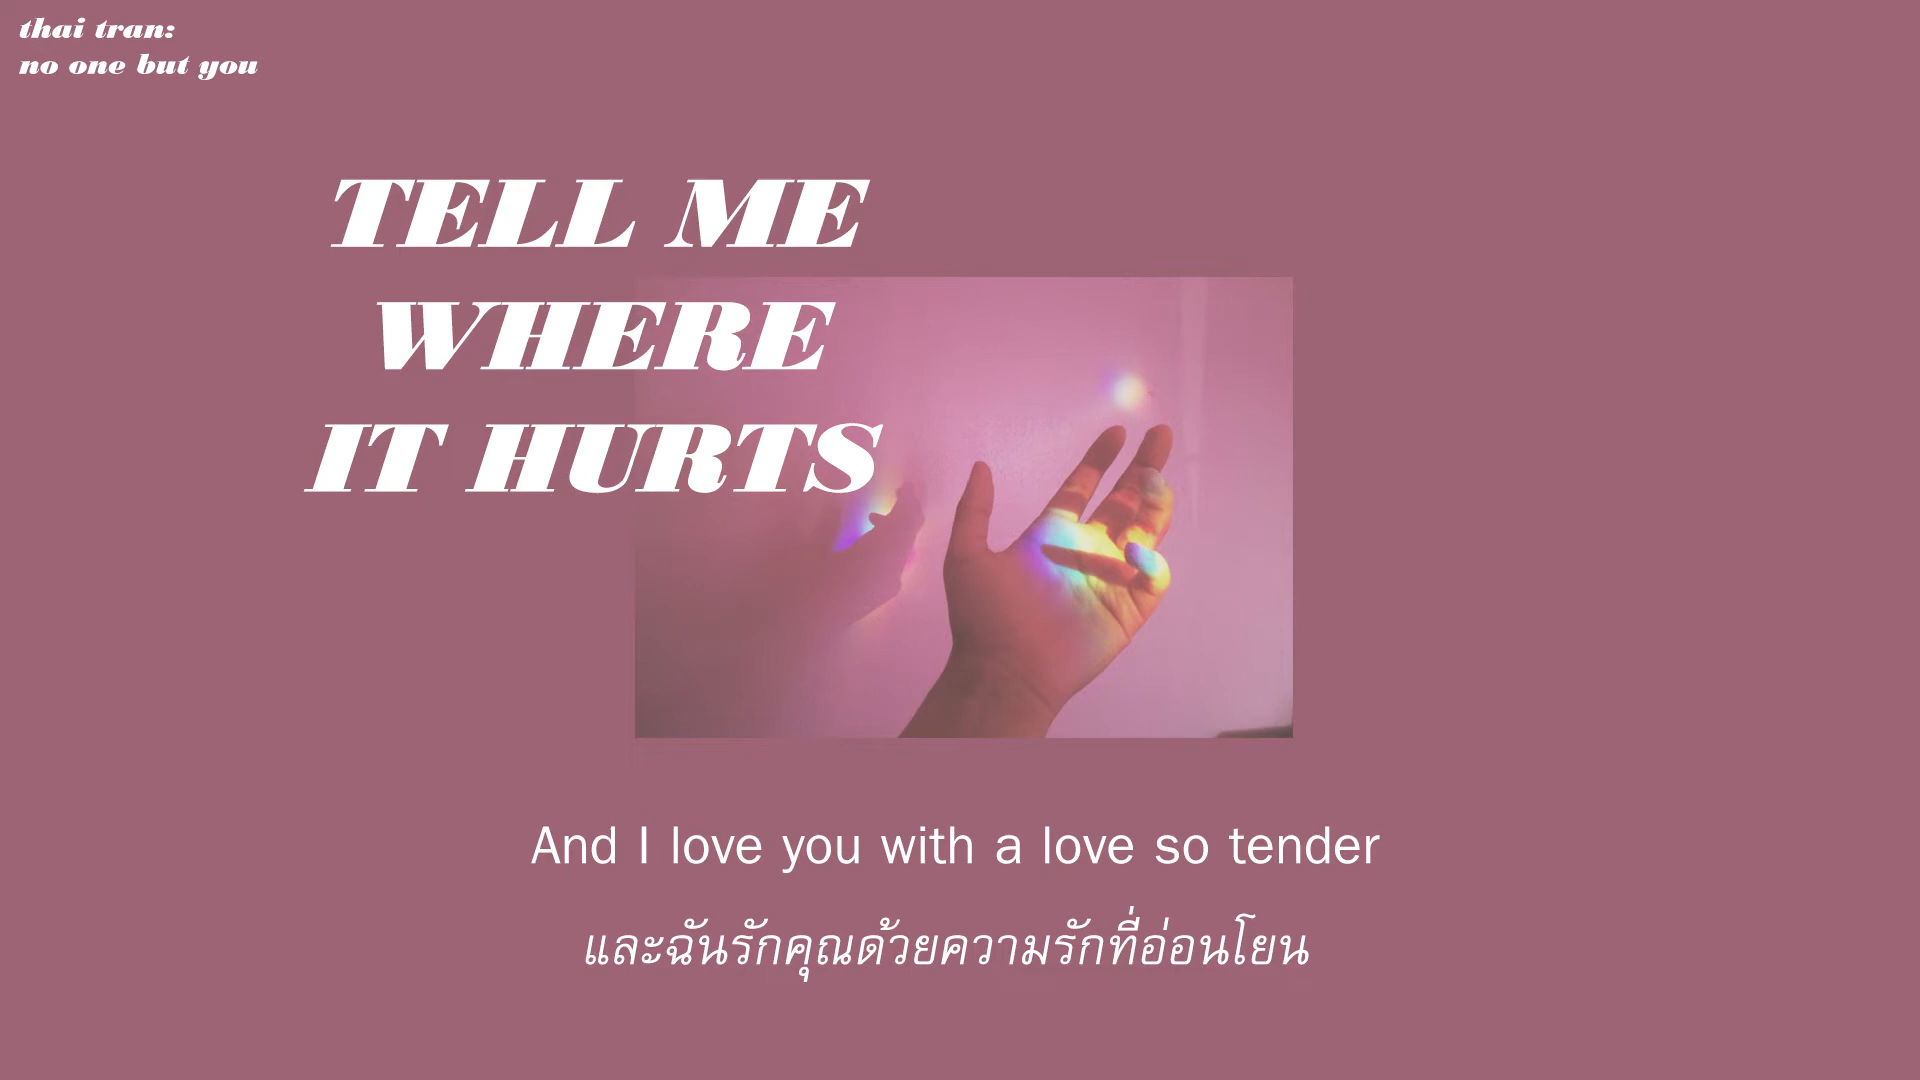 thai tran:
no one but you
TELL ME
WHERE
IT HURTS
And I love you with a love so tender
และฉันรักคุณด้วยความรักที่อ่อนโยน